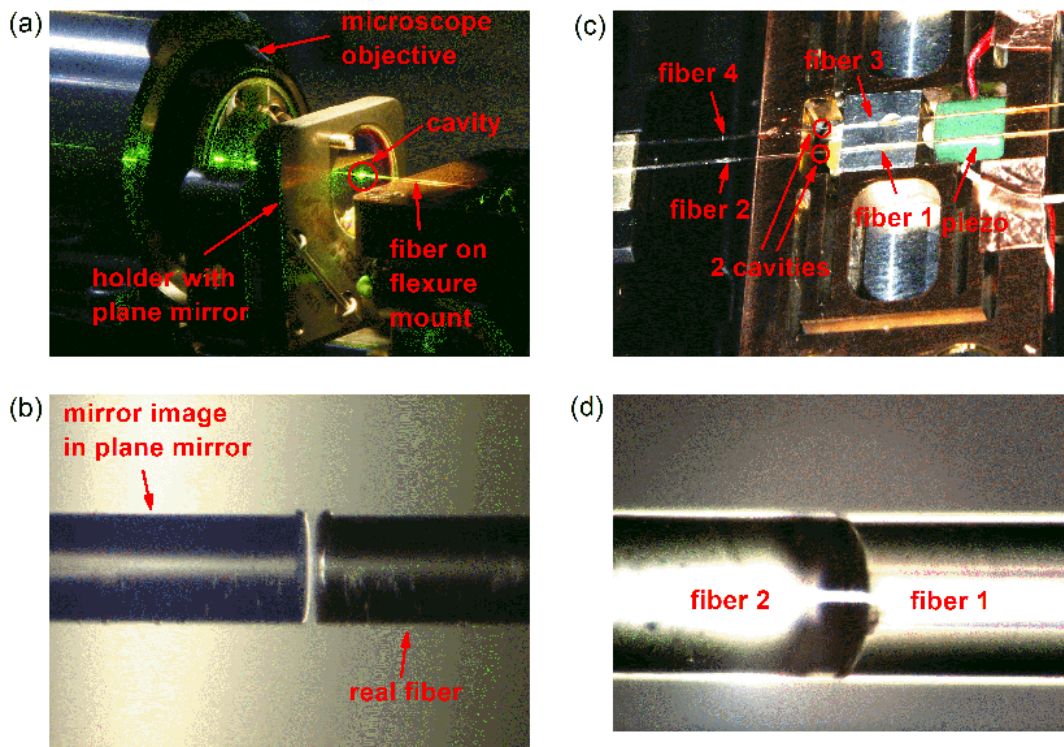 (a)
microscope
objective
cavity
holder with
plane mirror
fiber on
flexure
mount
(b)
mirror image
in plane mirror
real fiber
(c)
fiber 4
fiber 3
fiber 2
fiber 1
piezo
2 cavities
(d)
fiber 2
fiber 1